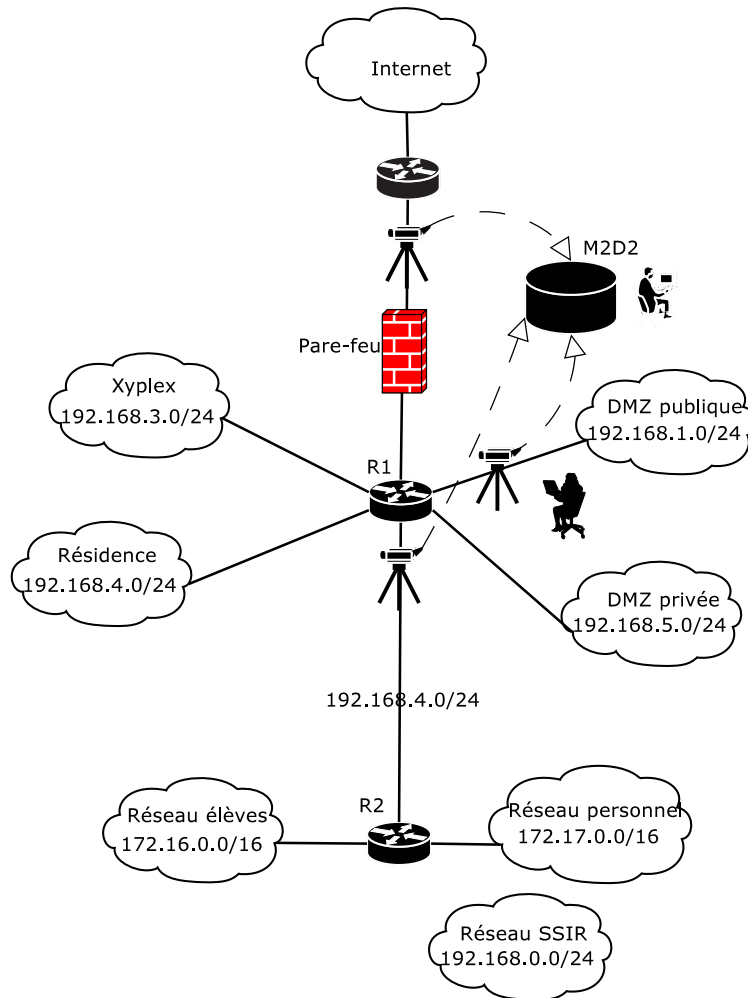 Internet
M2D2
Pare-feu
Xyplex
192.168.3.0/24
DMZ publique
192.168.1.0/24
R1
Résidence
192.168.4.0/24
DMZ privée
192.168.5.0/24
192.168.4.0/24
Réseau élèves
172.16.0.0/16
R2
Réseau personnel
172.17.0.0/16
Réseau SSIR
192.168.0.0/24